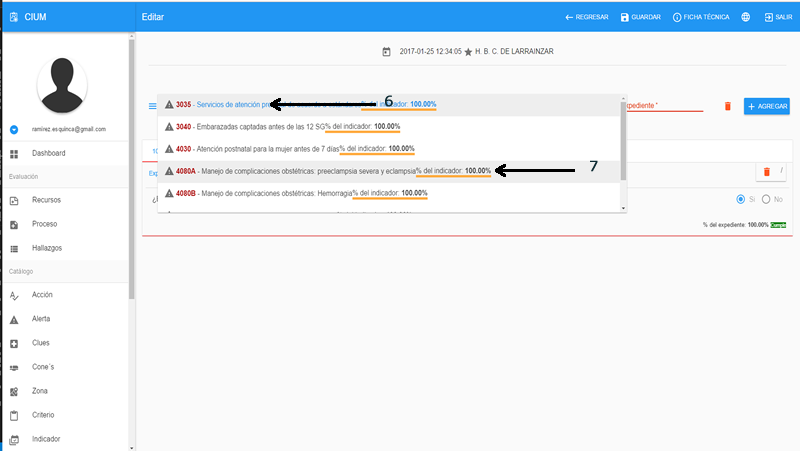 CIUM
Editar
REGRESAR
GUARDAR
FICHA TÉCNICA
SALIR
2017-01-25 12:34:05 H. B. C. DE LARRAINZAR
ramirez.esquinca@gmail.com
Dashboard
Evaluación
Recursos
Proceso
Hallazgos
Catálogo
Acción
Alerta
Clues
Cone´s
Zona
Criterio
Indicador
3035 - Servicios de atención % del indicador: 100.00%
6
3040 - Embarazadas captadas antes de las 12 SG% del indicador: 100.00%
4030 - Atención postnatal para la mujer antes de 7 días% del indicador: 100.00%
4080A - Manejo de complicaciones obstétricas: preeclampsia severa y eclampsia% del indicador: 100.00%
7
4080B - Manejo de complicaciones obstétricas: Hemorragia% del indicador: 100.00%
xpediente *
AGREGAR
10
Exp
/
Si
No
% del expediente: 100.00% Cumple